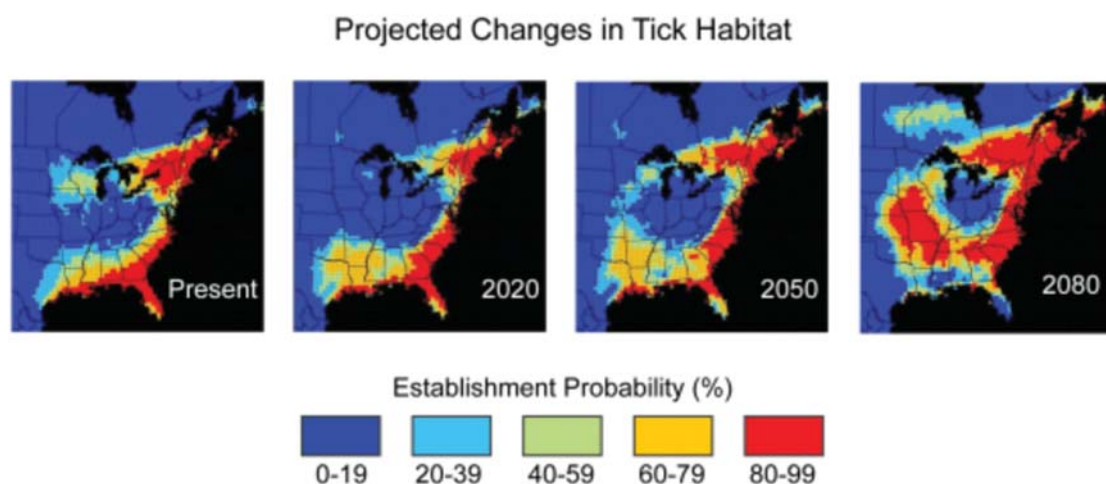 Projected Changes in Tick Habitat
Present
2020
2050
2080
Establishment Probability (%)
0-19
20-39
40-59
60-79
80-99